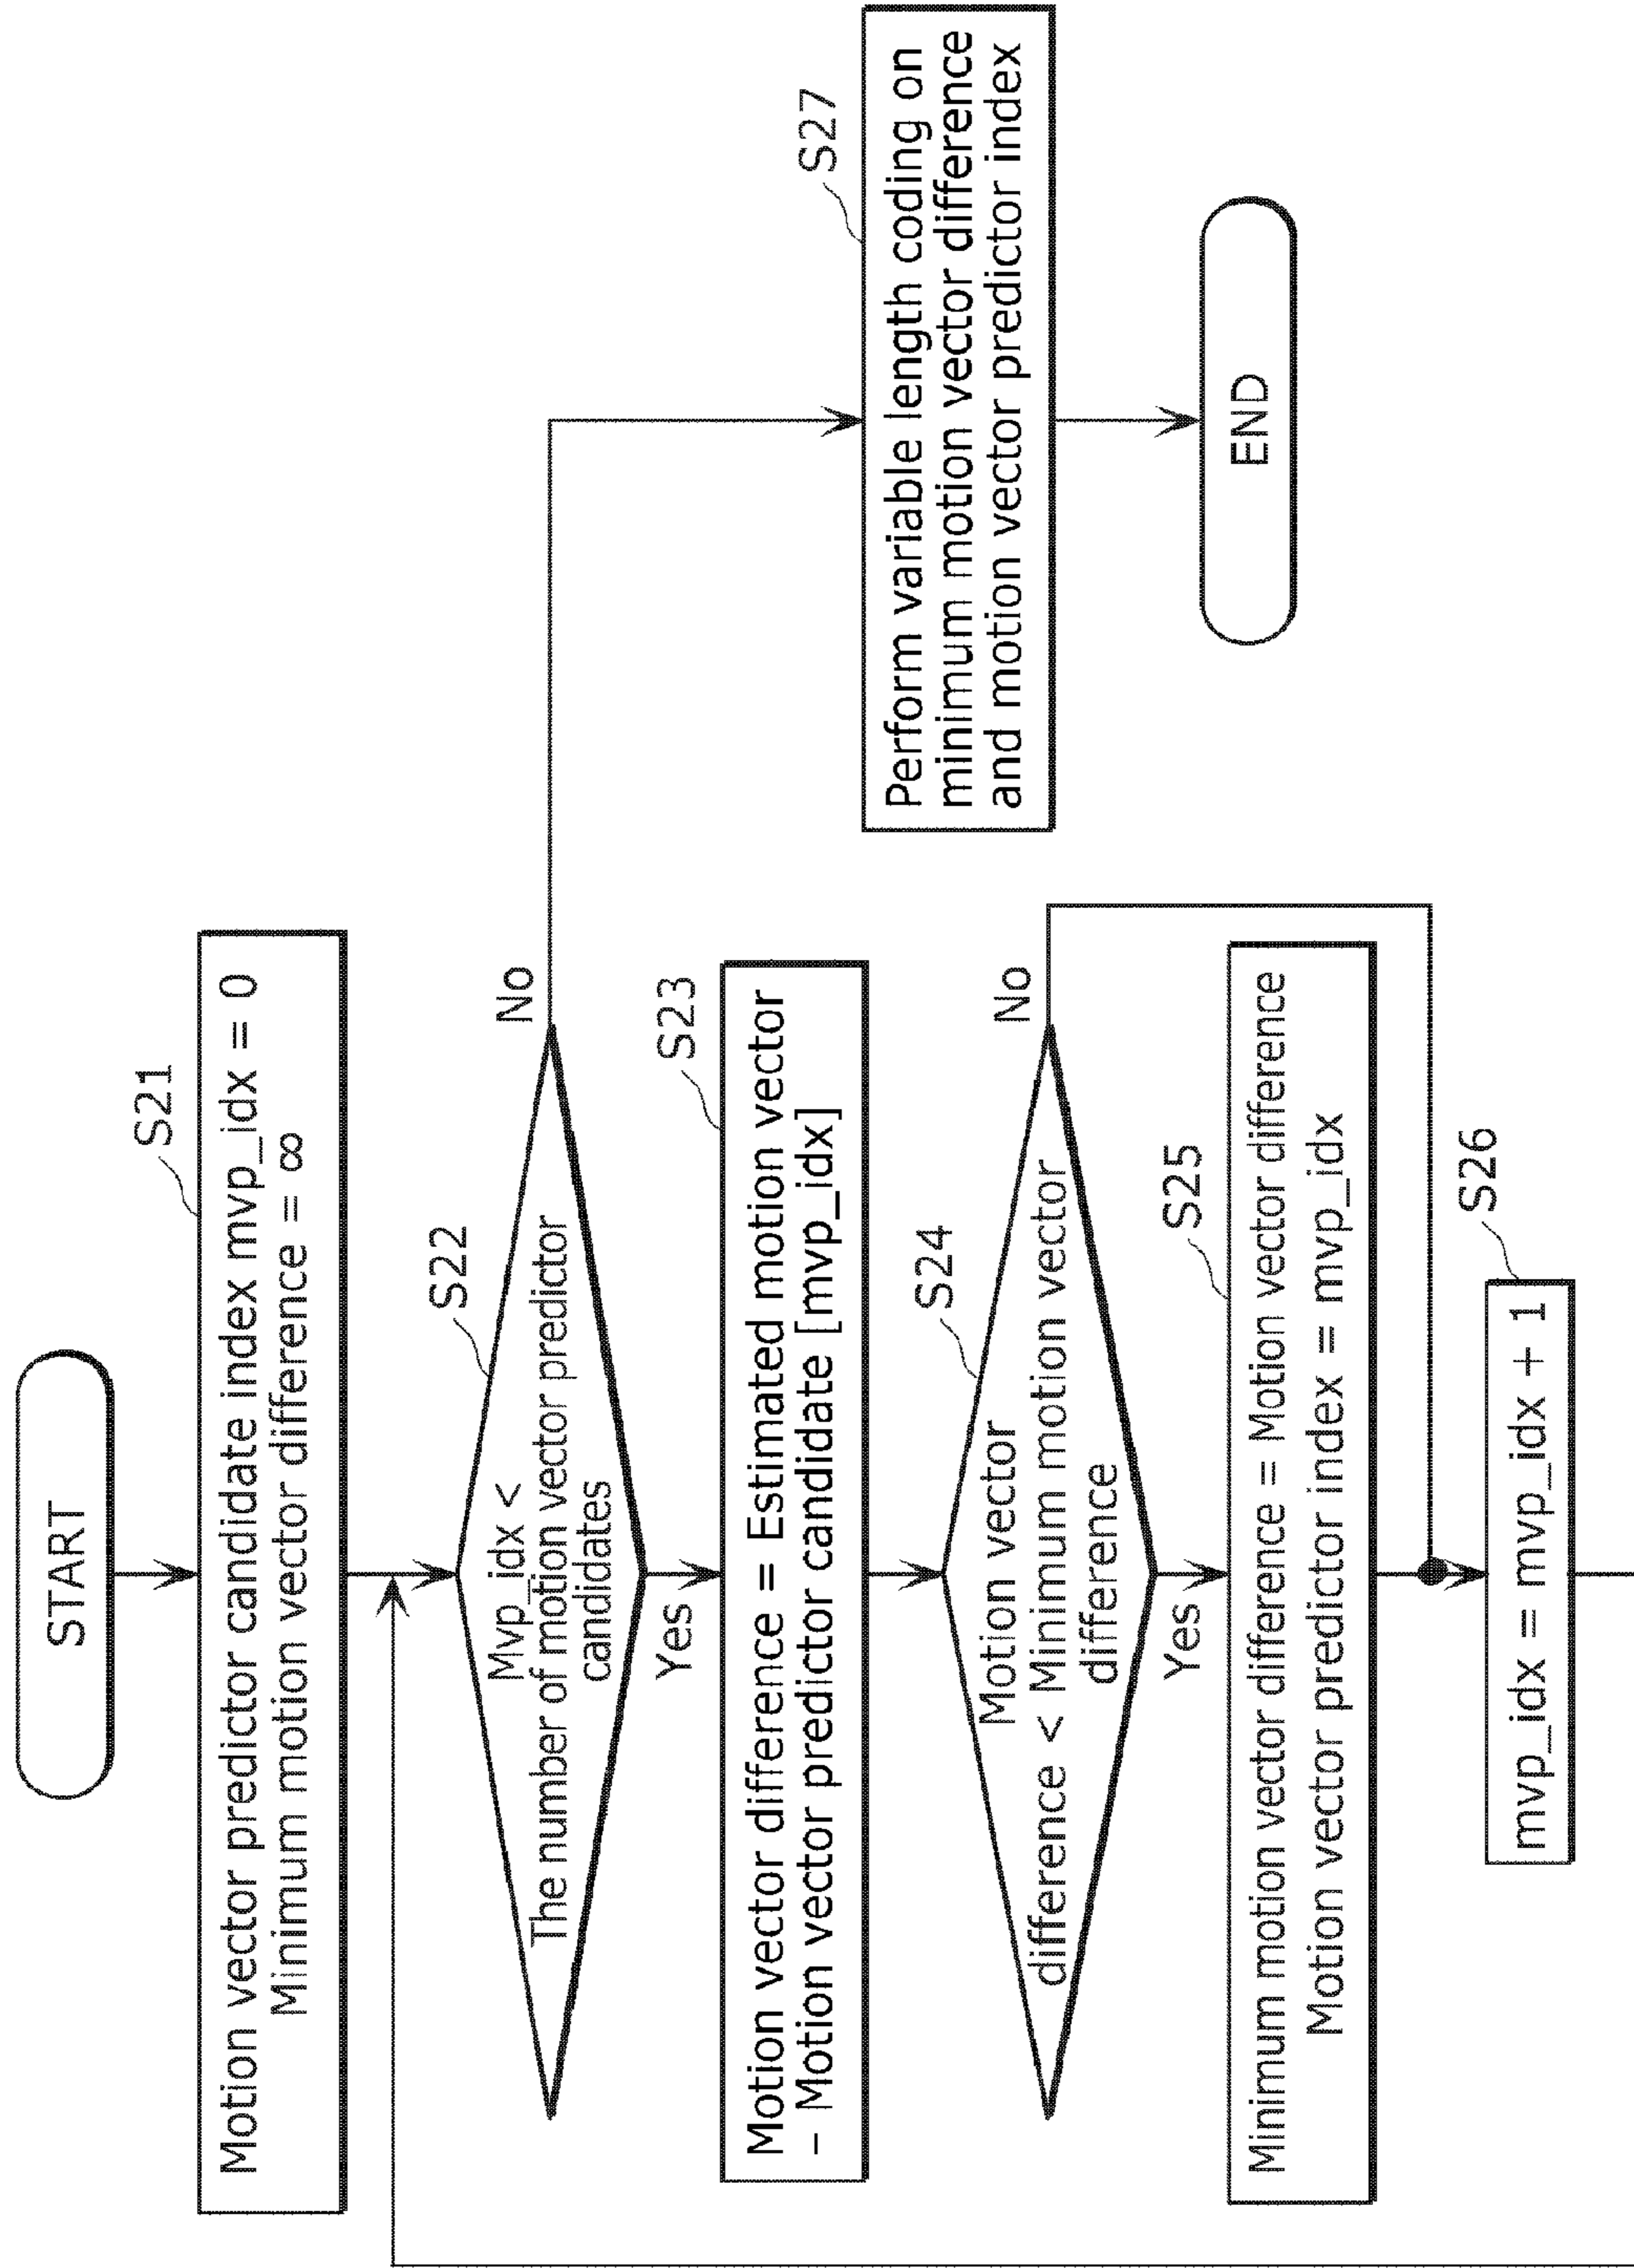 START
S21
Motion vector predictor candidate index mvp_idx = 0
Minimum motion vector difference = ∞
S22
Mvp_idx <
The number of motion vector predictor
candidates
No
Yes
S23
Motion vector difference = Estimated motion vector
– Motion vector predictor candidate [mvp_idx]
S24
Motion vector
difference < Minimum motion vector
difference
No
Yes
S25
Minimum motion vector difference = Motion vector difference
Motion vector predictor index = mvp_idx
S26
mvp_idx = mvp_idx + 1
S27
Perform variable length coding on
minimum motion vector difference
and motion vector predictor index
END